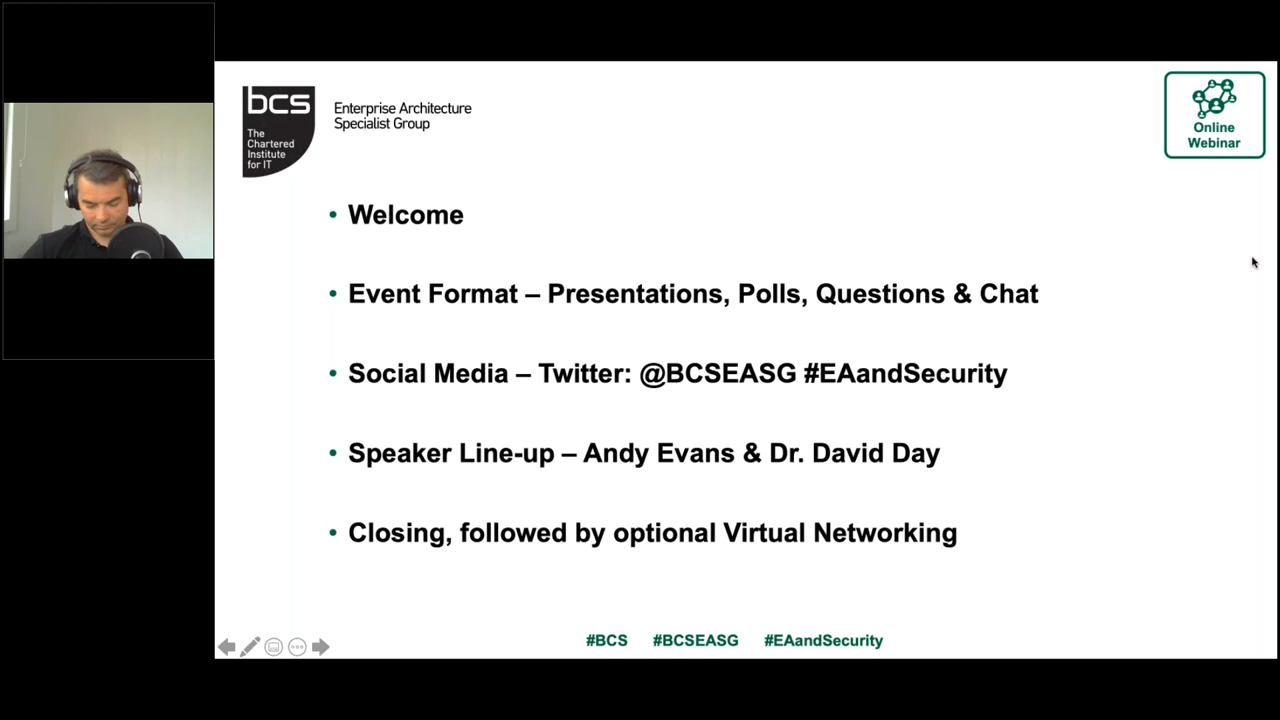 bcs
The
Chartered
Institute
for IT
Enterprise Architecture
Specialist Group
Online
Webinar
• Welcome
• Event Format – Presentations, Polls, Questions & Chat
• Social Media – Twitter: @BCSEASG #EAandSecurity
• Speaker Line-up – Andy Evans & Dr. David Day
• Closing, followed by optional Virtual Networking
#BCS #BCSEASG #EAandSecurity